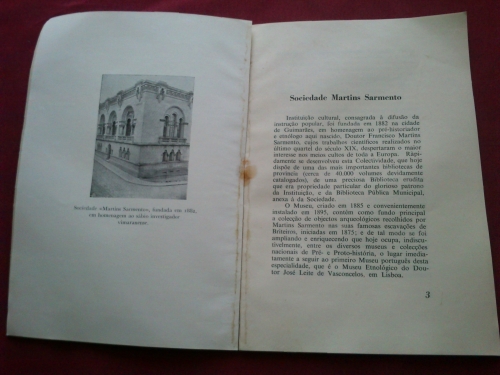 Sociedade «Martins Sarmento», fundada em 1882,
em homenagem ao sábio investigador
vimaranense.
Sociedade Martins Sarmento
Instituïção cultural, consagrada à difusão da
instrução popular, foi fundada em 1882 na cidade
de Guimarães, em homenagem ao pré-historiador
e etnólogo aqui nascido, Doutor Francisco Martins
Sarmento, cujos trabalhos científicos realizados no
último quartel do século XIX, despertaram o maior
interesse nos meios cultos de toda a Europa. Rápi-
damente se desenvolveu esta Colectividade, que hoje
dispõe de uma das mais importantes bibliotecas de
província (cerca de 40.000 volumes devidamente
catalogados), de uma preciosa Biblioteca erudita que
era propriedade particular do glorioso patrono
da Instituïção, e da Biblioteca Pública Municipal,
anexa à da Sociedade.
O Museu, criado em 1885 e convenientemente
instalado em 1895, contém como fundo principal
a colecção de objectos arqueológicos recolhidos por
Martins Sarmento nas suas famosas escavações de
Briteiros, iniciadas em 1875; e de tal modo se foi
ampliando e enriquecendo que hoje ocupa, indiscu-
tìvelmente, entre os diversos museus e colecções
nacionais de Pré- e Proto-história, o lugar imedia-
tamente a seguir ao primeiro Museu português desta
especialidade, que é o Museu Etnológico do Dou-
tor José Leite de Vasconcelos, em Lisboa.
3